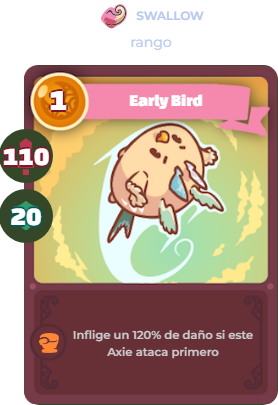 SWALLOW
rango
1
Early Bird
110
20
Inflige un 120% de daño si este
Axie ataca primero